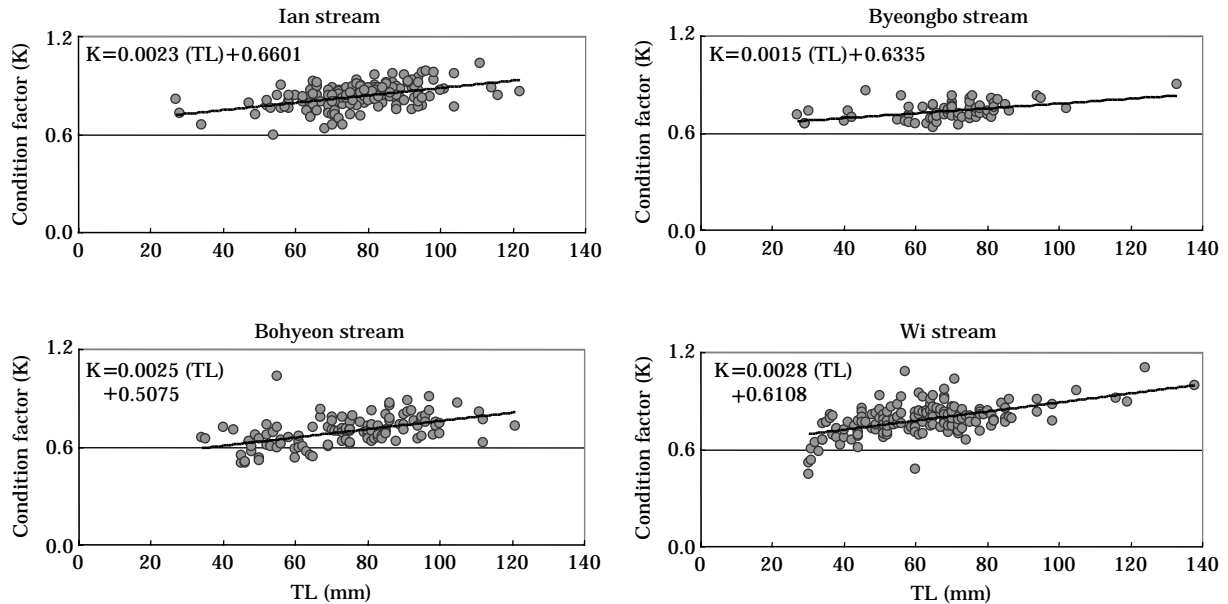 Ian stream
Condition factor (K)
1.2
0.6
0.0
K=0.0023 (TL)+0.6601
0 20 40 60 80 100 120 140
Byeongbo stream
Condition factor (K)
1.2
0.6
0.0
K=0.0015 (TL)+0.6335
0 20 40 60 80 100 120 140
Bohyeon stream
Condition factor (K)
1.2
0.6
0.0
K=0.0025 (TL)
+0.5075
0 20 40 60 80 100 120 140
TL (mm)
Wi stream
Condition factor (K)
1.2
0.6
0.0
K=0.0028 (TL)
+0.6108
0 20 40 60 80 100 120 140
TL (mm)